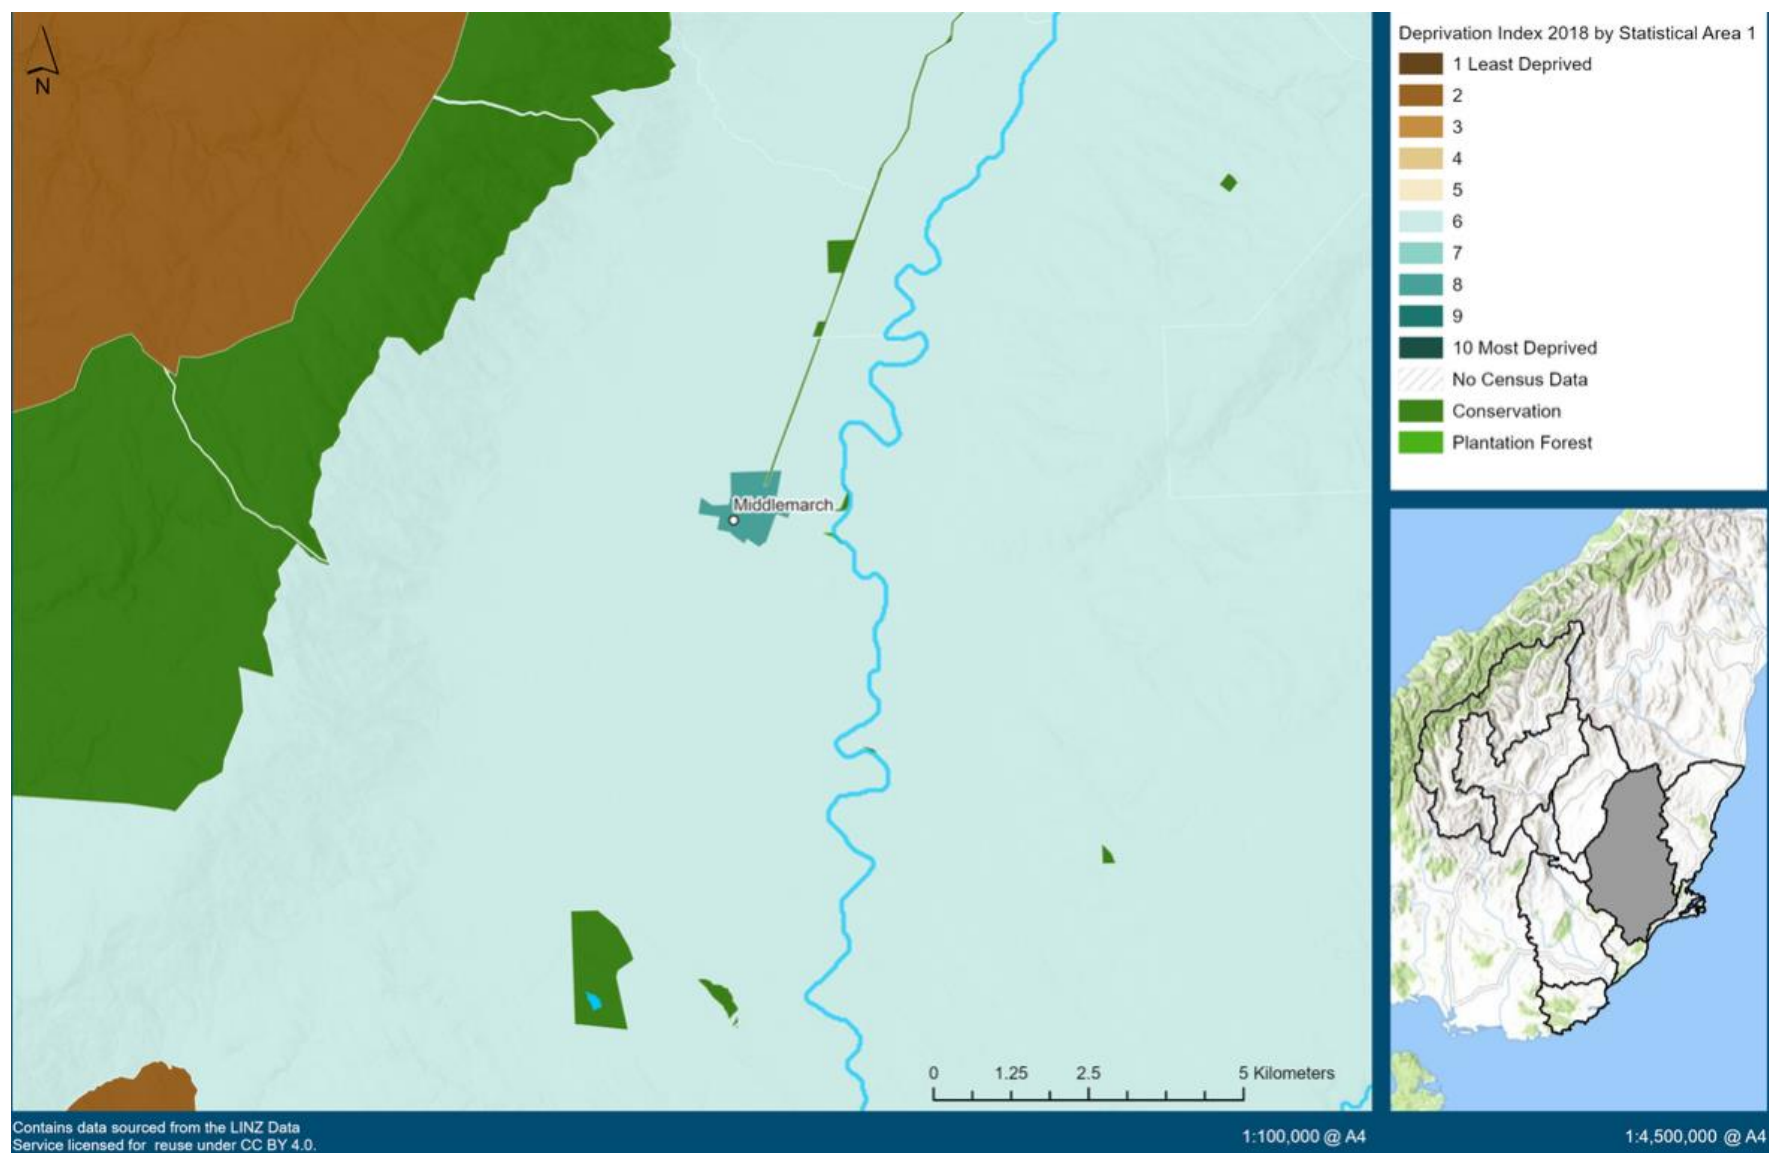 N
Middlemarch
0 1.25 2.5 5 Kilometers
Contains data sourced from the LINZ Data
Service licensed for reuse under CC BY 4.0.
1:100,000 @ A4
Deprivation Index 2018 by Statistical Area 1
1 Least Deprived
2
3
4
5
6
7
8
9
10 Most Deprived
No Census Data
Conservation
Plantation Forest
1:4,500,000 @ A4